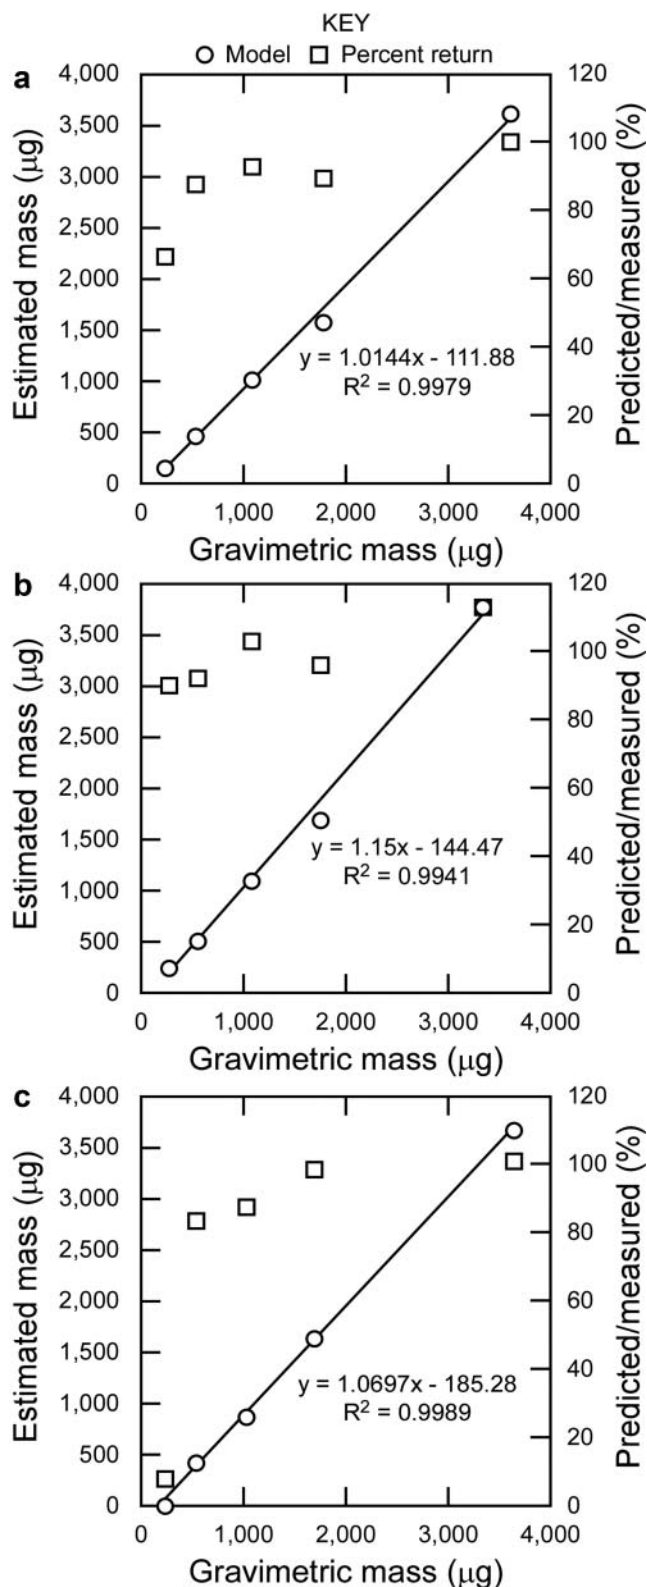 KEY
Model Percent return
a
4,000
3,500
3,000
2,500
2,000
1,500
1,000
500
0
Estimated mass (μg)
120
100
80
60
40
20
0
Predicted/measured (%)
y = 1.0144x - 111.88
R² = 0.9979
0 1,000 2,000 3,000 4,000
Gravimetric mass (μg)
b
4,000
3,500
3,000
2,500
2,000
1,500
1,000
500
0
Estimated mass (μg)
120
100
80
60
40
20
0
Predicted/measured (%)
y = 1.15x - 144.47
R² = 0.9941
0 1,000 2,000 3,000 4,000
Gravimetric mass (μg)
c
4,000
3,500
3,000
2,500
2,000
1,500
1,000
500
0
Estimated mass (μg)
120
100
80
60
40
20
0
Predicted/measured (%)
y = 1.0697x - 185.28
R² = 0.9989
0 1,000 2,000 3,000 4,000
Gravimetric mass (μg)